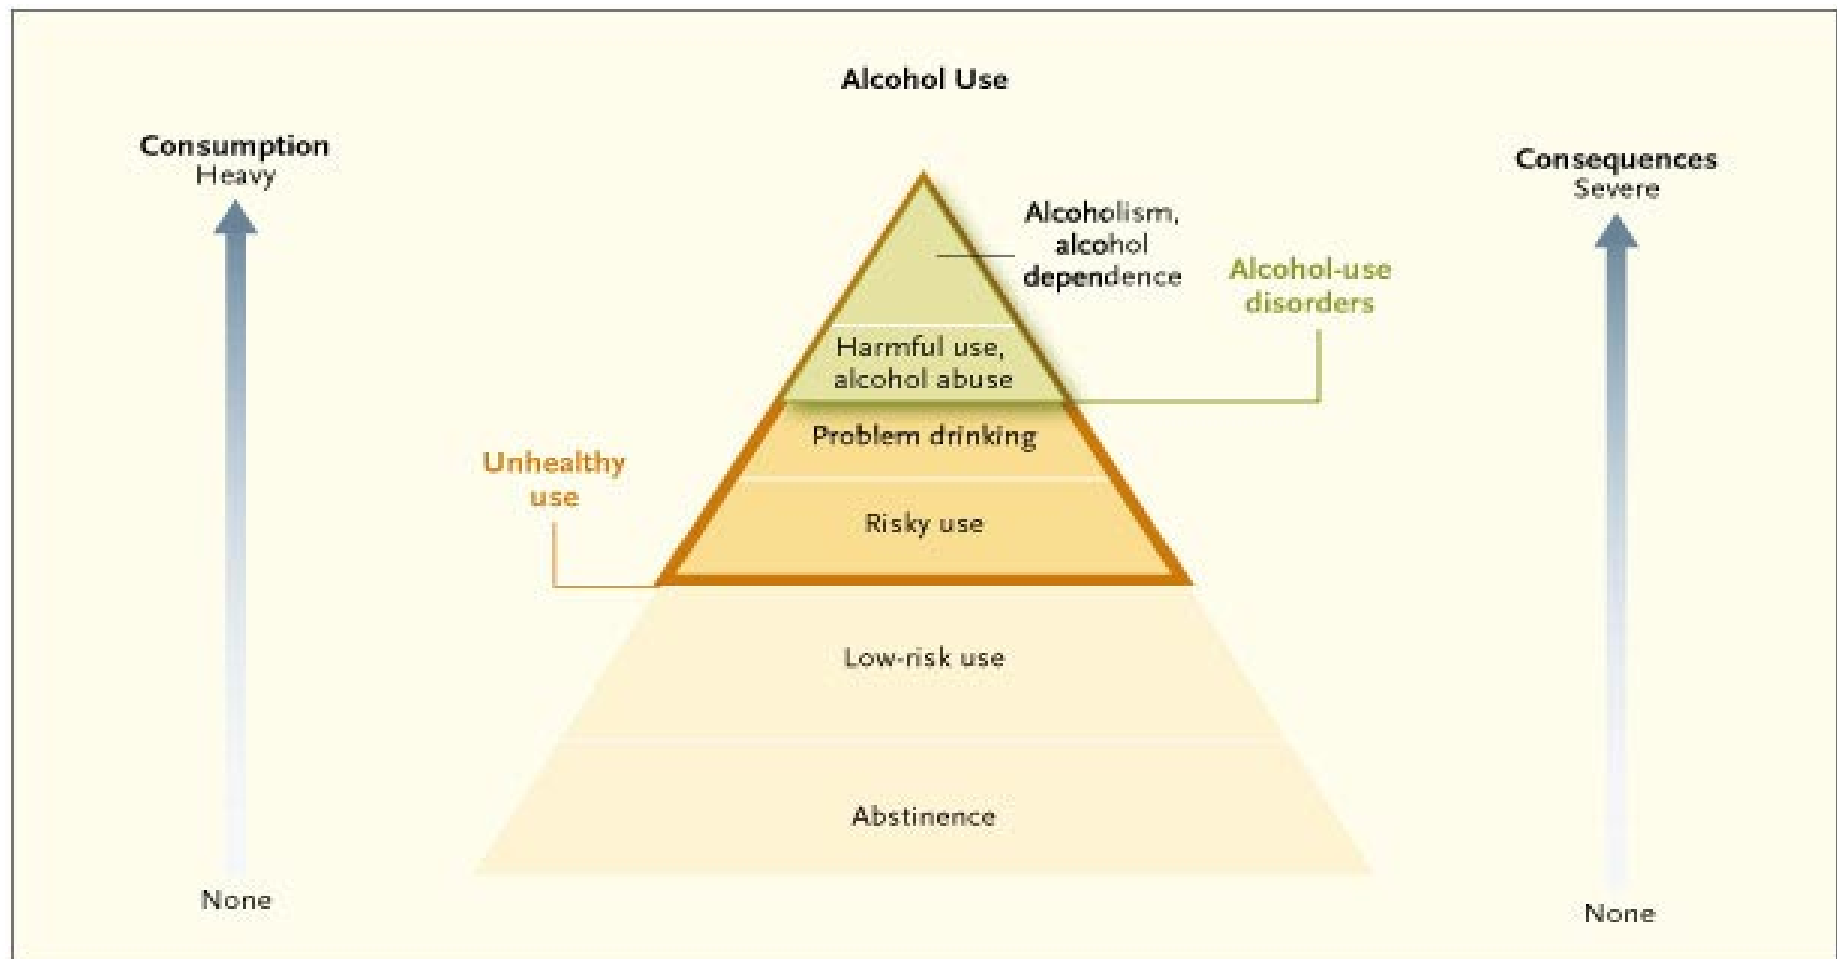 Alcohol Use
Consumption
Heavy
Consequences
Severe
Alcoholism,
alcohol
dependence
Alcohol-use
disorders
Harmful use,
alcohol abuse
Problem drinking
Unhealthy
use
Risky use
Low-risk use
Abstinence
None
None